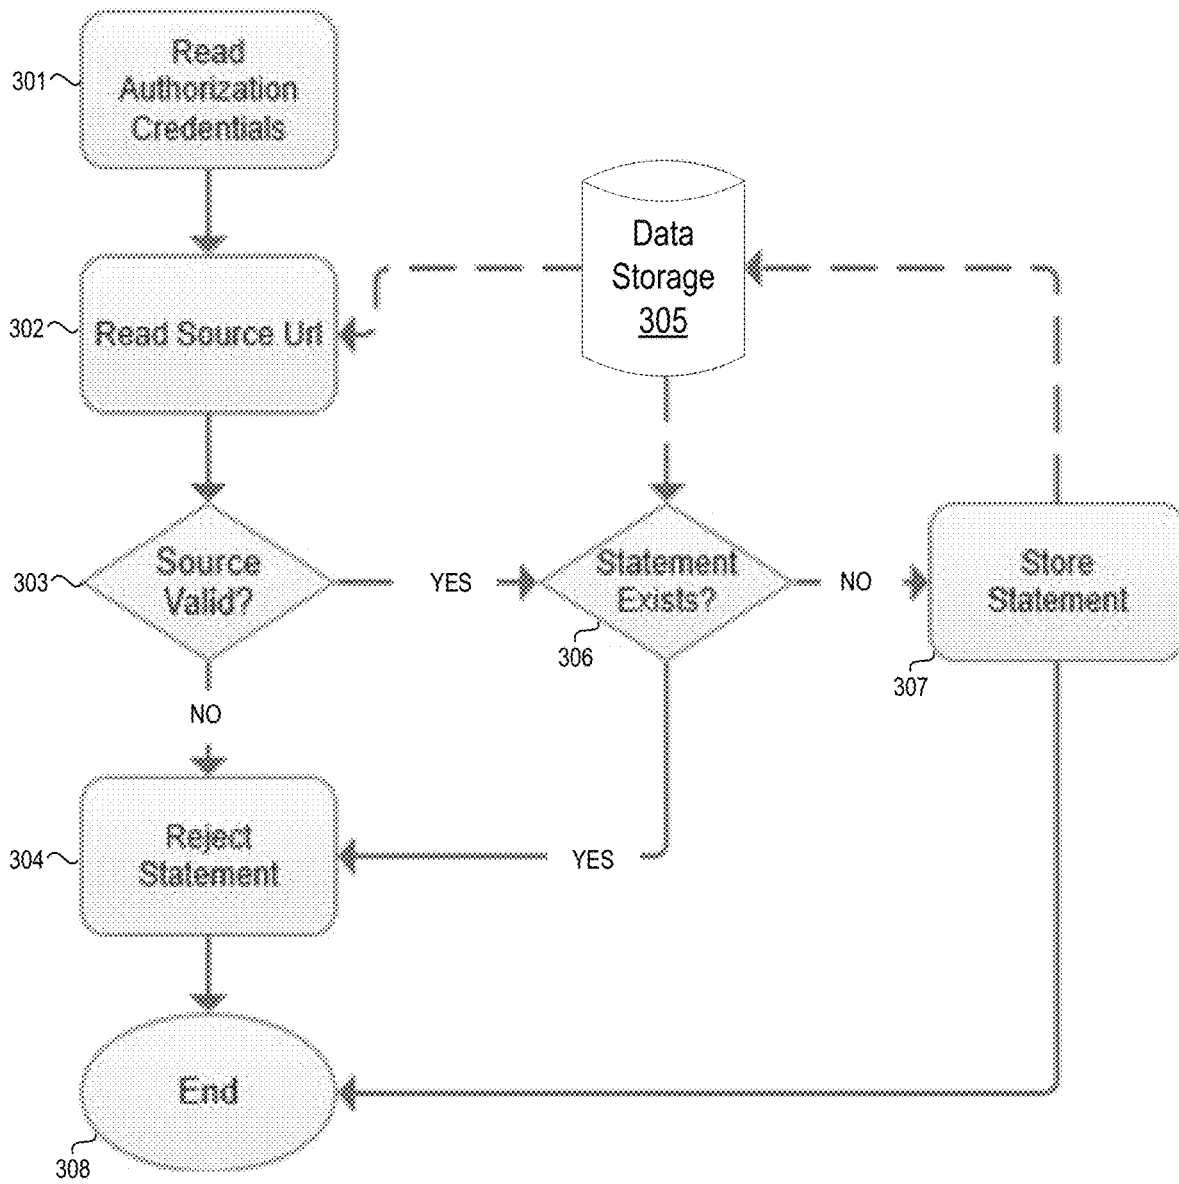 301
Read
Authorization
Credentials
302
Read Source Url
Data
Storage
305
303
Source
Valid?
YES
306
Statement
Exists?
NO
307
Store
Statement
NO
304
Reject
Statement
YES
308
End